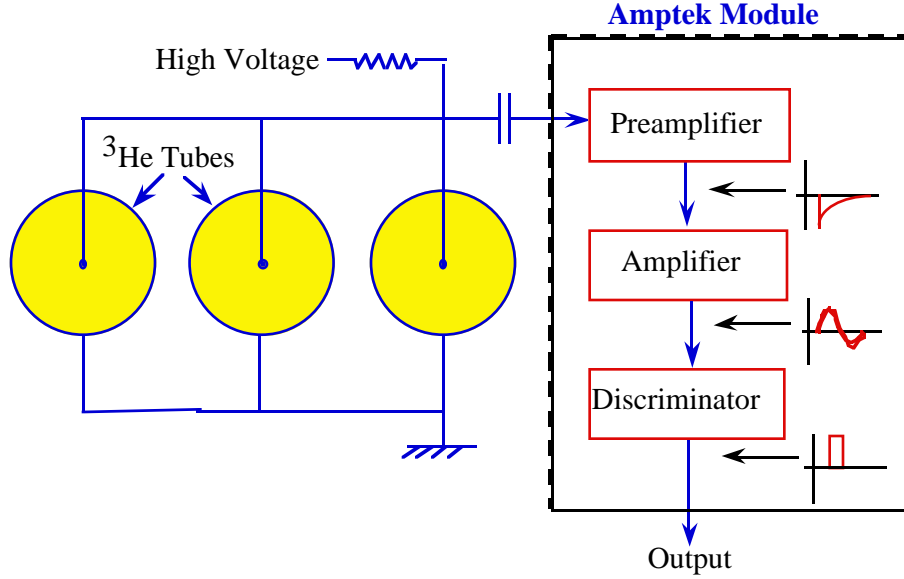 Amptek Module
High Voltage
Preamplifier
³He Tubes
Amplifier
Discriminator
Output